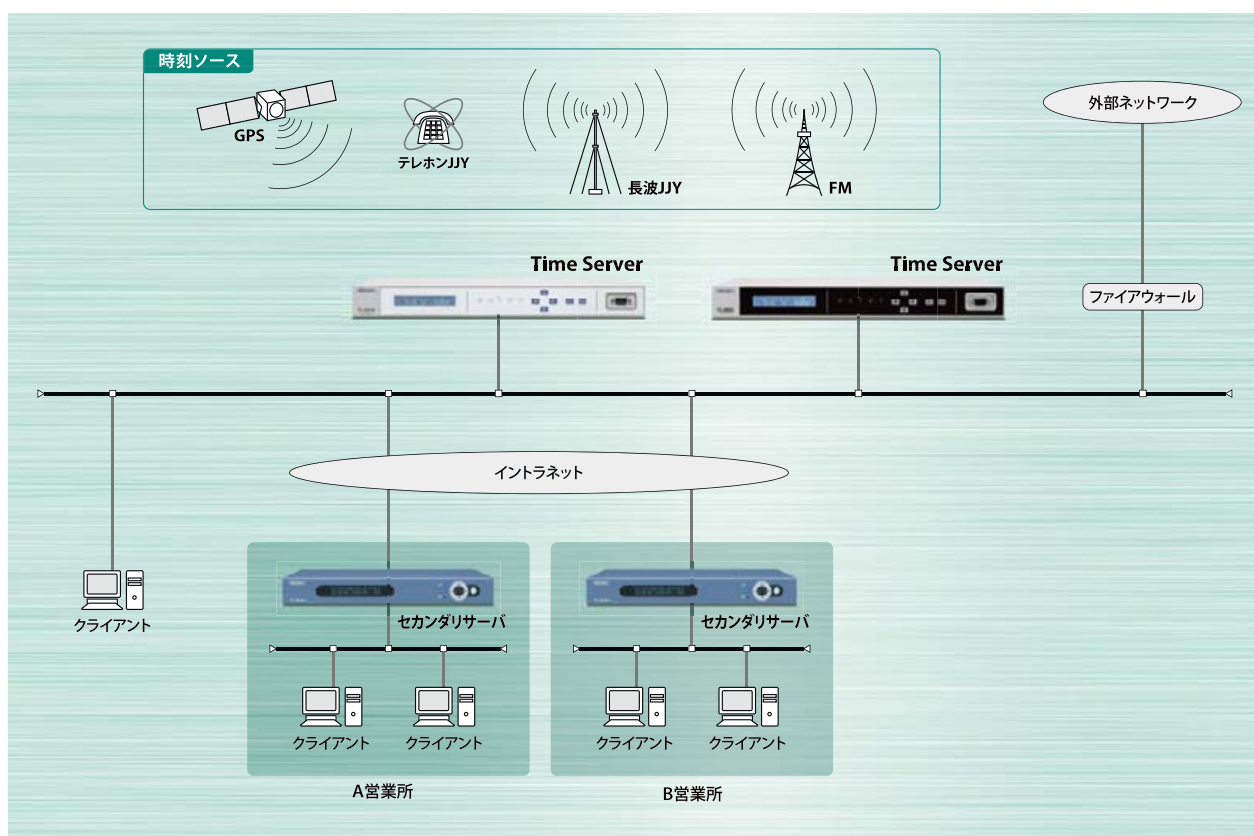 時刻ソース
GPS
テレホンJJY
長波JJY
FM
外部ネットワーク
Time Server
Time Server
ファイアウォール
イントラネット
クライアント
セカンダリサーバ
セカンダリサーバ
クライアント
クライアント
クライアント
クライアント
A営業所
B営業所